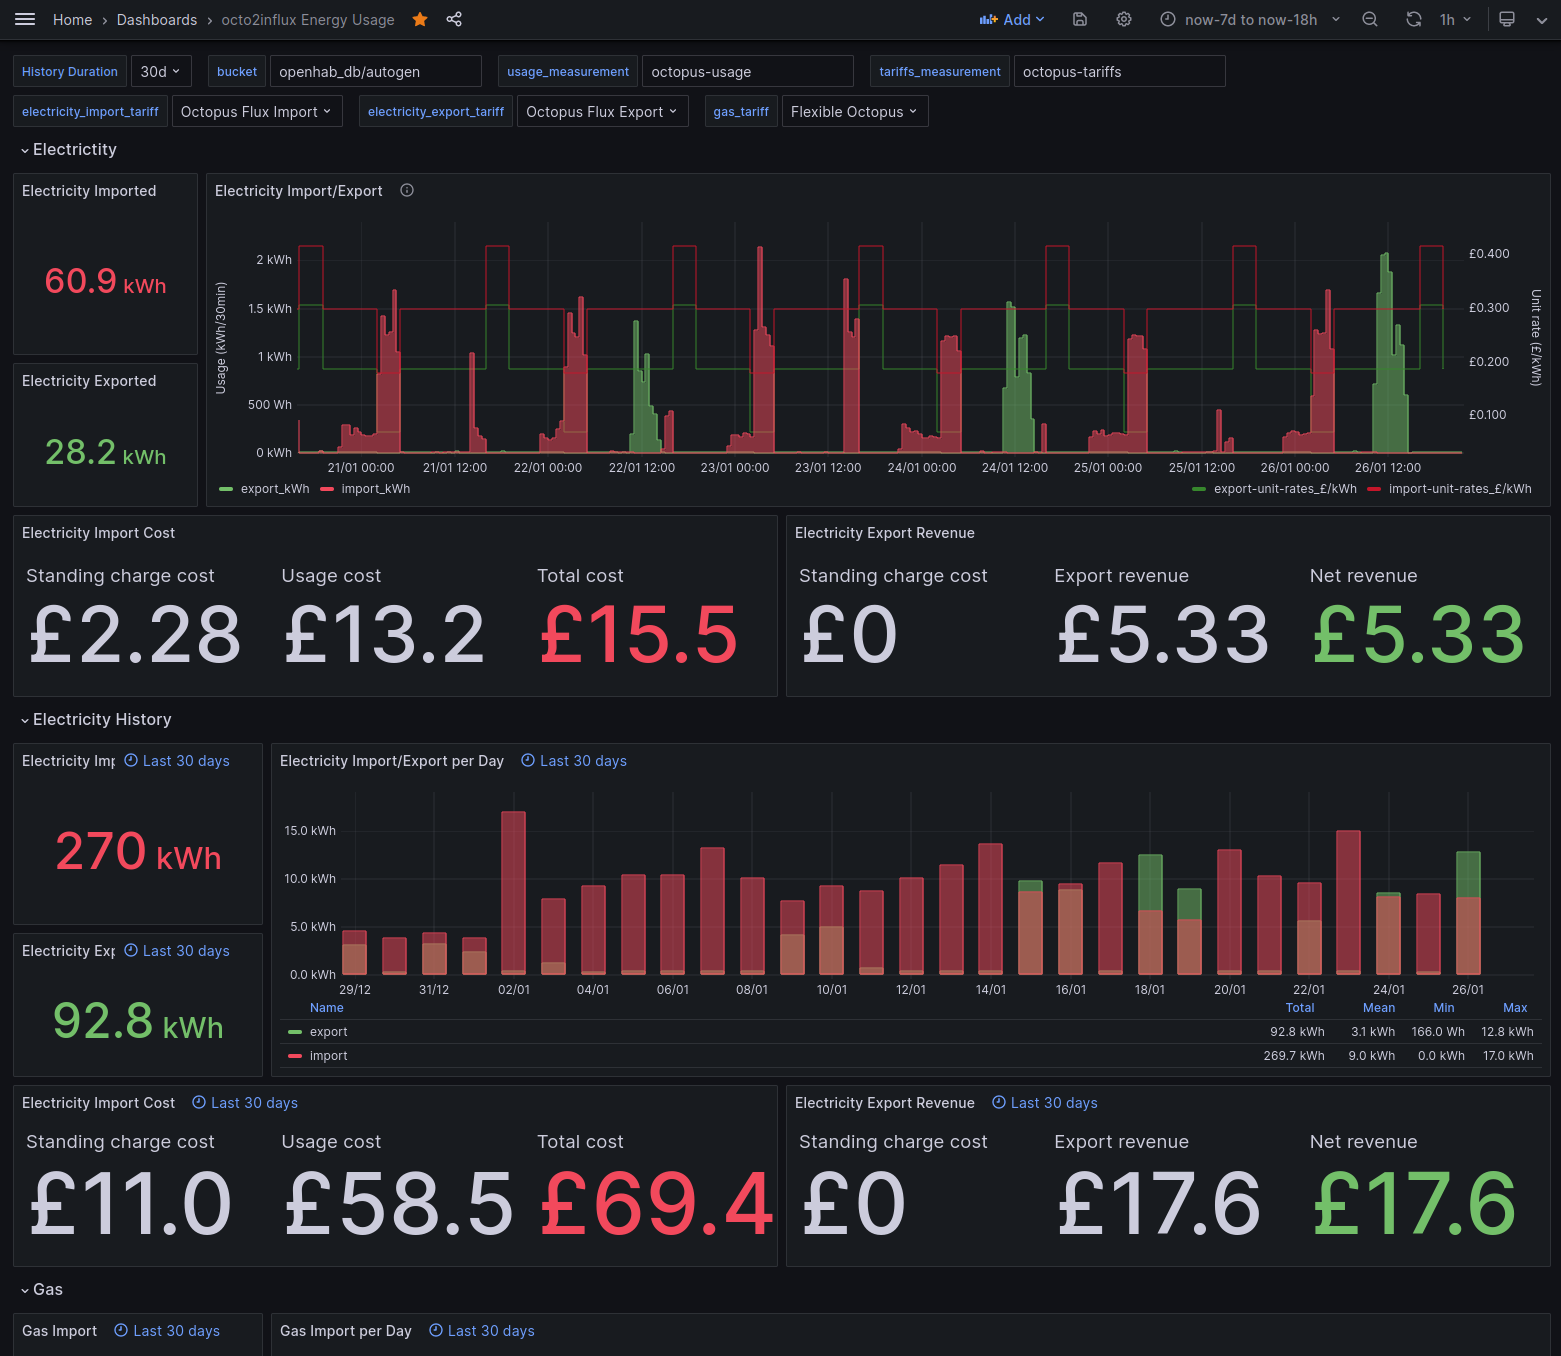 Home › Dashboards › octo2influx Energy Usage Add now-7d to now-18h 1h
History Duration 30d bucket openhab_db/autogen usage_measurement octopus-usage tariffs_measurement octopus-tariffs
electricity_import_tariff Octopus Flux Import electricity_export_tariff Octopus Flux Export gas_tariff Flexible Octopus
Electrictity
Electricity Imported
60.9 kWh
Electricity Exported
28.2 kWh
Electricity Import/Export
Usage (kWh/30min)
2 kWh
1.5 kWh
1 kWh
500 Wh
0 kWh
£0.400
£0.300
£0.200
£0.100
Unit rate (£/kWh)
21/01 00:00 21/01 12:00 22/01 00:00 22/01 12:00 23/01 00:00 23/01 12:00 24/01 00:00 24/01 12:00 25/01 00:00 25/01 12:00 26/01 00:00 26/01 12:00
export_kWh import_kWh export-unit-rates_£/kWh import-unit-rates_£/kWh
Electricity Import Cost
Standing charge cost Usage cost Total cost
£2.28 £13.2 £15.5
Electricity Export Revenue
Standing charge cost Export revenue Net revenue
£0 £5.33 £5.33
Electricity History
Electricity Imp Last 30 days
270 kWh
Electricity Exp Last 30 days
92.8 kWh
Electricity Import/Export per Day Last 30 days
15.0 kWh
10.0 kWh
5.0 kWh
0.0 kWh
29/12 31/12 02/01 04/01 06/01 08/01 10/01 12/01 14/01 16/01 18/01 20/01 22/01 24/01 26/01
Name Total Mean Min Max
export 92.8 kWh 3.1 kWh 166.0 Wh 12.8 kWh
import 269.7 kWh 9.0 kWh 0.0 kWh 17.0 kWh
Electricity Import Cost Last 30 days
Standing charge cost Usage cost Total cost
£11.0 £58.5 £69.4
Electricity Export Revenue Last 30 days
Standing charge cost Export revenue Net revenue
£0 £17.6 £17.6
Gas
Gas Import Last 30 days
Gas Import per Day Last 30 days